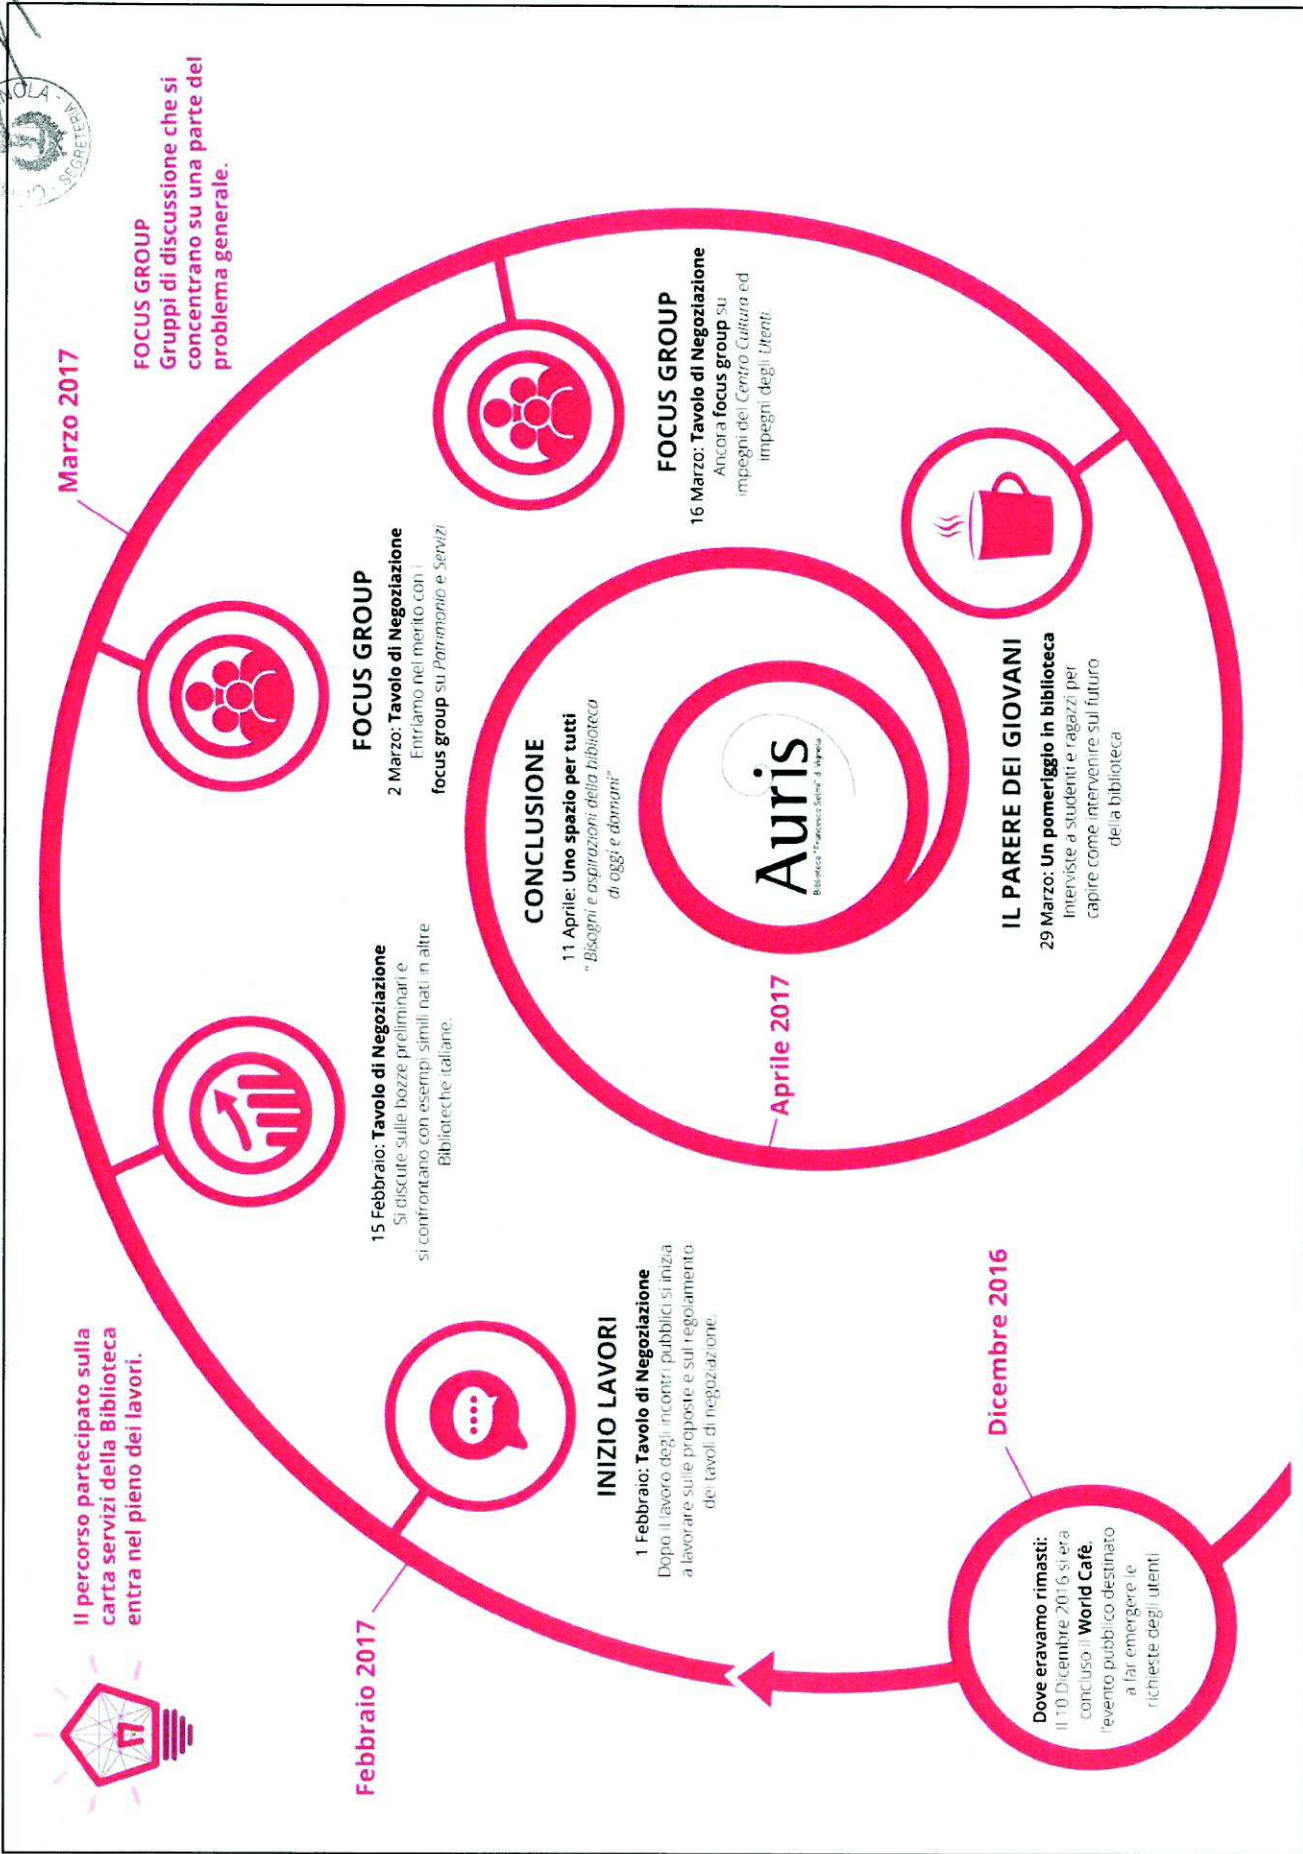 Il percorso partecipato sulla
carta servizi della Biblioteca
entra nel pieno dei lavori.
Dicembre 2016
Dove eravamo rimasti:
Il 10 Dicembre 2016 si era
concluso il World Cafè,
l'evento pubblico destinato
a far emergere le
richieste degli utenti
Febbraio 2017
INIZIO LAVORI
1 Febbraio: Tavolo di Negoziazione
Dopo il lavoro degli incontri pubblici si inizia
a lavorare sulle proposte e sul regolamento
dei tavoli di negoziazione.
15 Febbraio: Tavolo di Negoziazione
Si discute sulle bozze preliminari e
si confrontano con esempi simili nati in altre
Biblioteche italiane.
Marzo 2017
FOCUS GROUP
Gruppi di discussione che si
concentrano su una parte del
problema generale.
FOCUS GROUP
2 Marzo: Tavolo di Negoziazione
Entriamo nel merito con i
focus group su Patrimonio e Servizi
FOCUS GROUP
16 Marzo: Tavolo di Negoziazione
Ancora focus group su
impegni del Centro Cultura ed
impegni degli Utenti.
IL PARERE DEI GIOVANI
29 Marzo: Un pomeriggio in biblioteca
Interviste a studenti e ragazzi per
capire come intervenire sul futuro
della biblioteca
Aprile 2017
CONCLUSIONE
11 Aprile: Uno spazio per tutti
"Bisogni e aspirazioni della biblioteca
di oggi e domani"
Auris
Biblioteca "Francesco Selmi" di Vignola
NOLA - SEGRETERIA